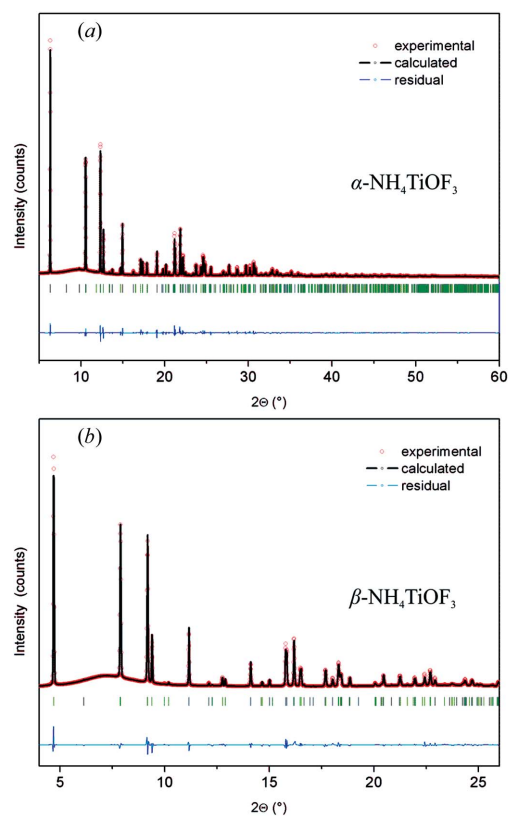 (a)
experimental
calculated
residual
α-NH₄TiOF₃
Intensity (counts)
10 20 30 40 50 60
2Θ (°)
(b)
experimental
calculated
residual
β-NH₄TiOF₃
Intensity (counts)
5 10 15 20 25
2Θ (°)